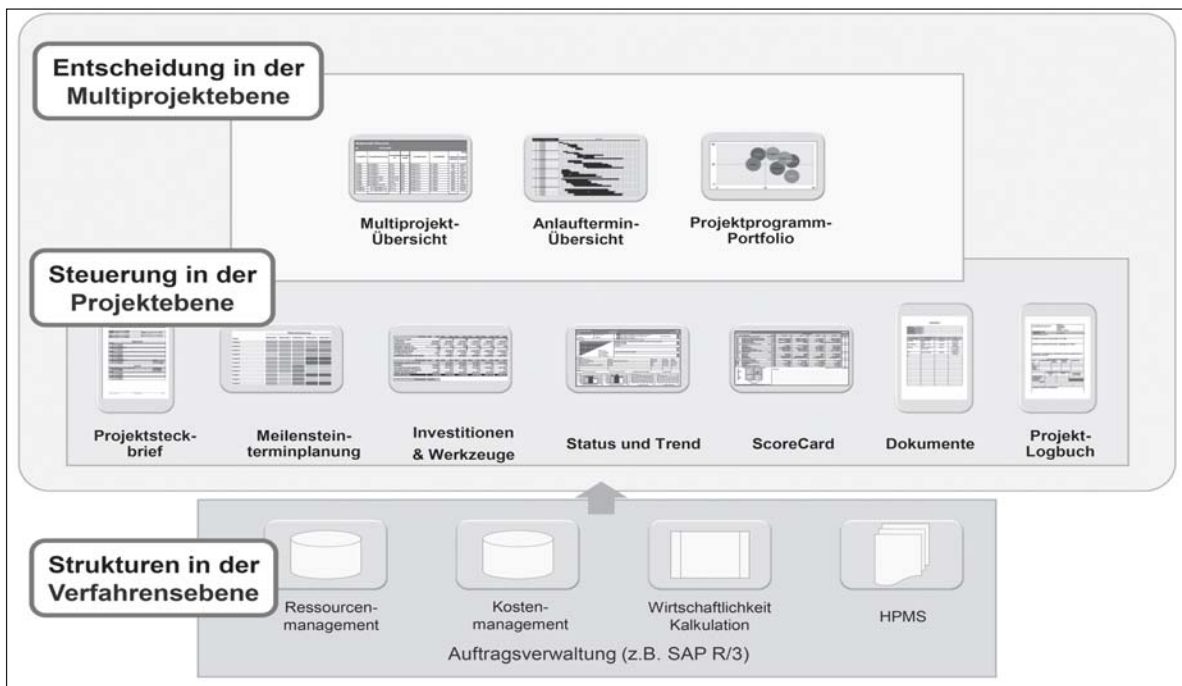 Entscheidung in der
Multiprojektebene
Multiprojekt-
Übersicht
Anlauftermin-
Übersicht
Projektprogramm-
Portfolio
Steuerung in der
Projektebene
Projektsteck-
brief
Meilenstein-
terminplanung
Investitionen
& Werkzeuge
Status und Trend
ScoreCard
Dokumente
Projekt-
Logbuch
Strukturen in der
Verfahrensebene
Ressourcen-
management
Kosten-
management
Wirtschaftlichkeit
Kalkulation
HPMS
Auftragsverwaltung (z.B. SAP R/3)